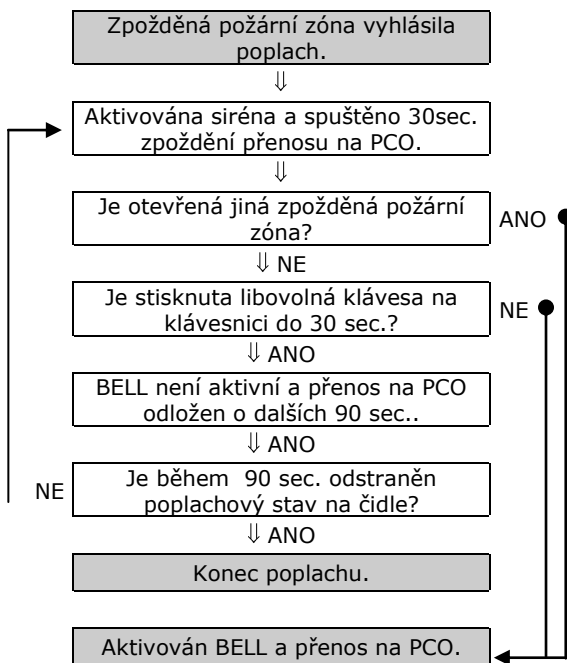 Zpožděná požární zóna vyhlásila
poplach.
⇓
Aktivována siréna a spuštěno 30sec.
zpoždění přenosu na PCO.
⇓
Je otevřená jiná zpožděná požární
zóna?
ANO
⇓ NE
Je stisknuta libovolná klávesa na
klávesnici do 30 sec.?
NE
⇓ ANO
BELL není aktivní a přenos na PCO
odložen o dalších 90 sec..
⇓ ANO
Je během 90 sec. odstraněn
poplachový stav na čidle?
NE
⇓ ANO
Konec poplachu.
Aktivován BELL a přenos na PCO.